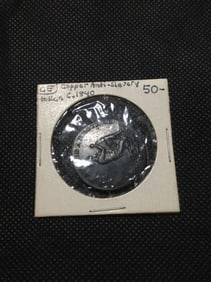 GF Copper Anti-Slavery 50-
token C.1840